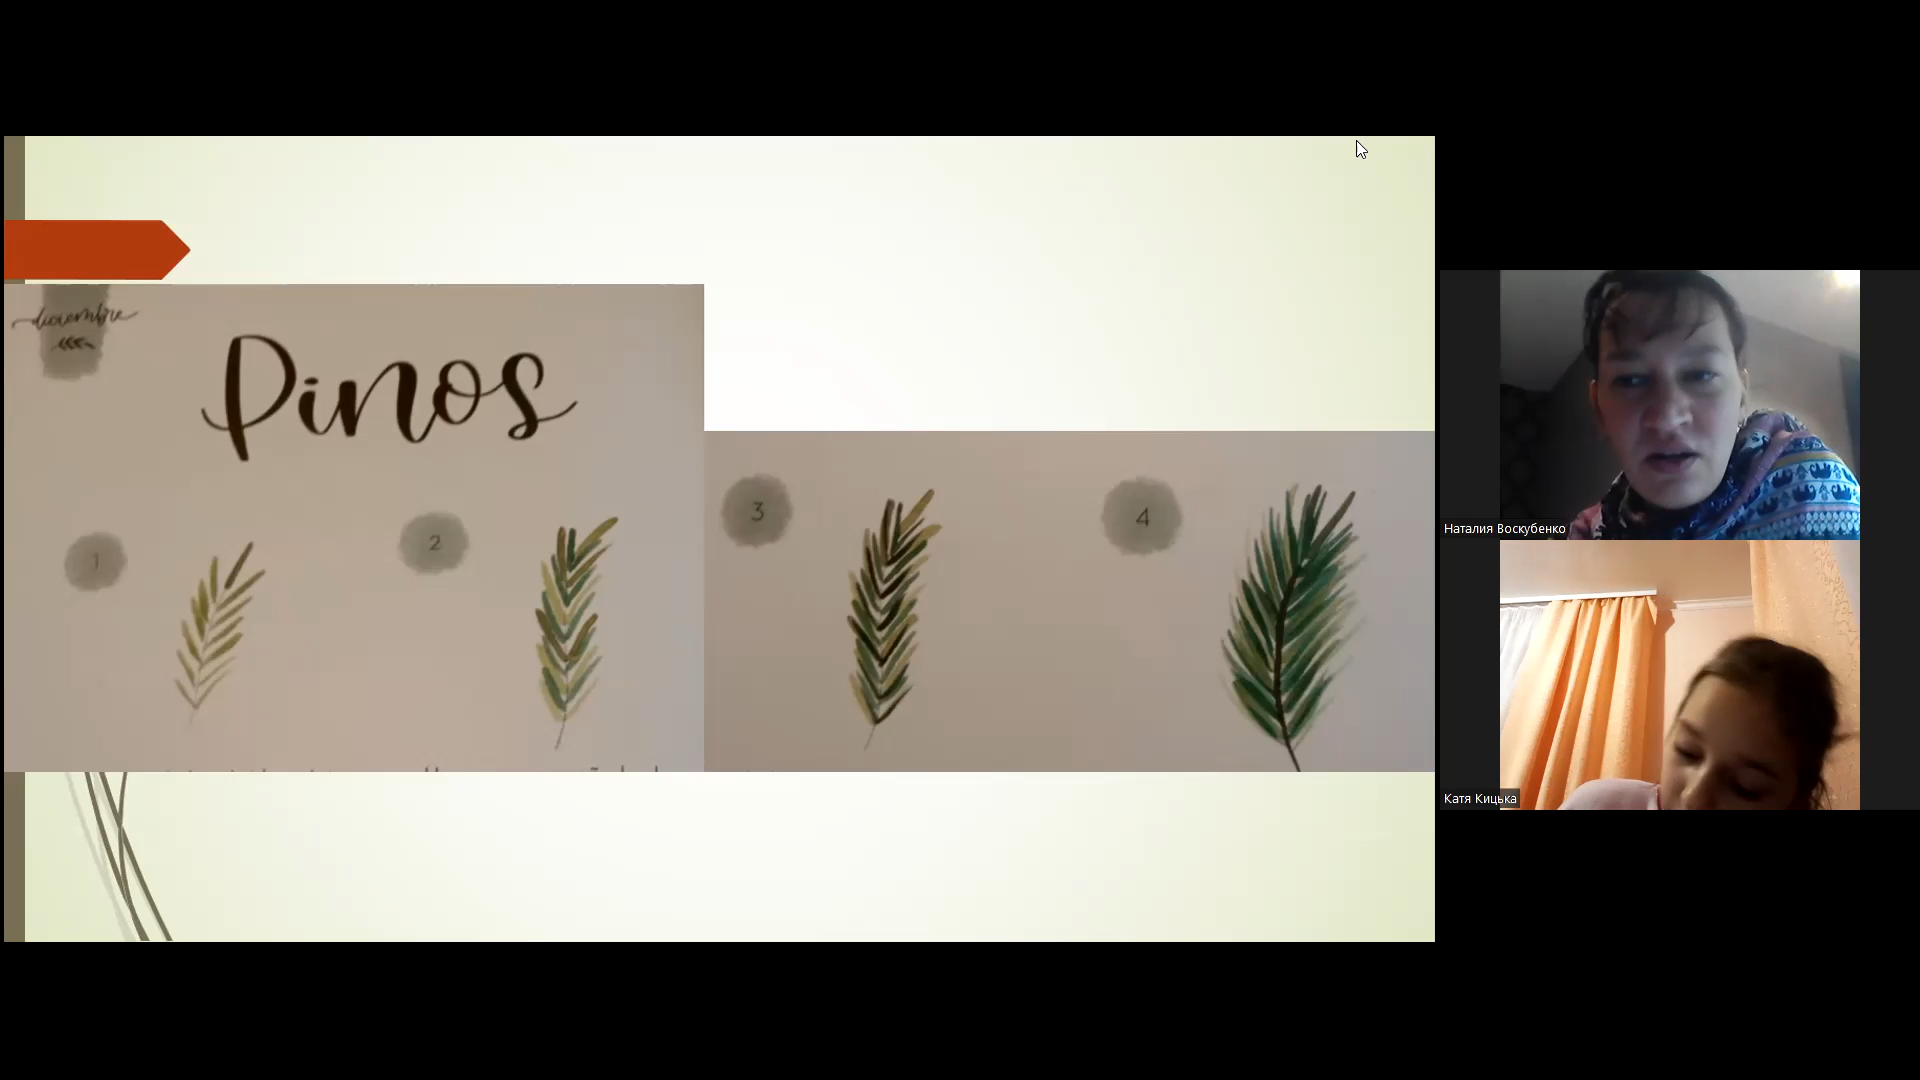 diciembre
Pinos
1
2
3
4
Наталия Воскубенко
Катя Кицька